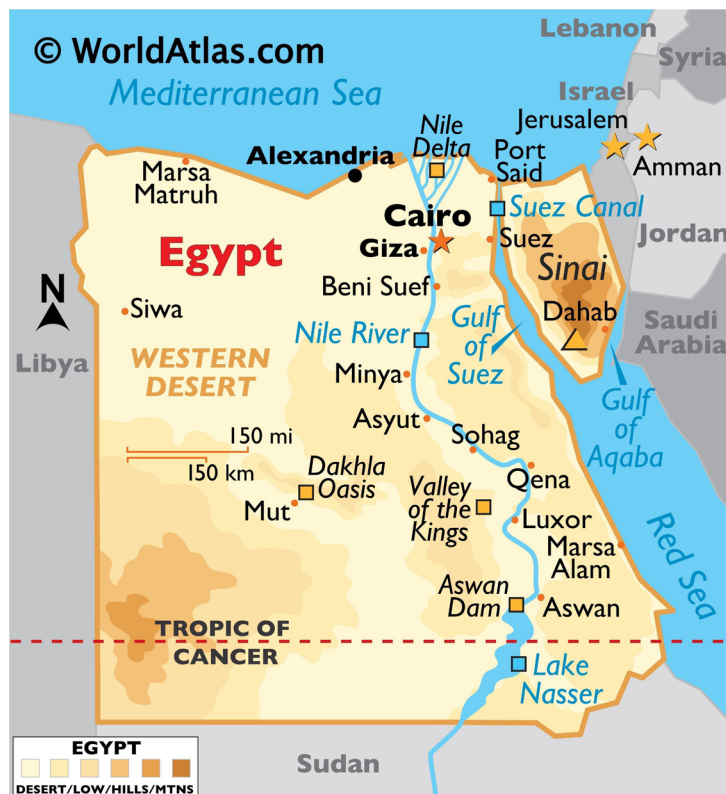 © WorldAtlas.com
Mediterranean Sea
Lebanon
Syria
Israel
Jerusalem
Amman
Jordan
Saudi
Arabia
Nile
Delta
Port
Said
Alexandria
Marsa
Matruh
Cairo
Suez Canal
Giza
Suez
Egypt
Sinai
Beni Suef
N
Siwa
Dahab
Libya
Nile River
Gulf
of
Suez
WESTERN
DESERT
Minya
Gulf
of
Aqaba
Asyut
150 mi
150 km
Sohag
Dakhla
Oasis
Qena
Mut
Valley
of the
Kings
Luxor
Red Sea
Marsa
Alam
Aswan
Dam
Aswan
TROPIC OF
CANCER
Lake
Nasser
Sudan
EGYPT
DESERT/LOW/HILLS/MTNS